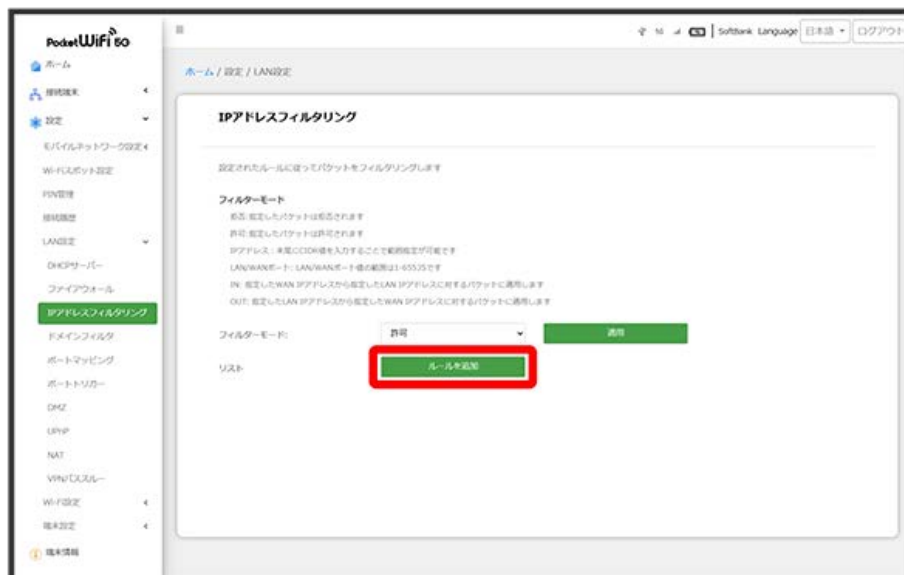 PocketWiFi 5G
SoftBank Language 日本語 ログアウト
ホーム
接続端末
設定
モバイルネットワーク設定
Wi-Fiスポット設定
PIN管理
接続履歴
LAN設定
DHCPサーバー
ファイアウォール
IPアドレスフィルタリング
ドメインフィルタ
ポートマッピング
ポートトリガー
DMZ
UPnP
NAT
VPNパススルー
Wi-Fi設定
端末設定
端末情報
ホーム / 設定 / LAN設定
IPアドレスフィルタリング
設定されたルールに従ってパケットをフィルタリングします
フィルターモード
拒否: 指定したパケットは拒否されます
許可: 指定したパケットは許可されます
IPアドレス : 末尾にCIDR値を入力することで範囲指定が可能です
LAN/WANポート: LAN/WANポート値の範囲は1-65535です
IN: 指定したWAN IPアドレスから指定したLAN IPアドレスに対するパケットに適用します
OUT: 指定したLAN IPアドレスから指定したWAN IPアドレスに対するパケットに適用します
フィルターモード: 許可 適用
リスト ルールを追加